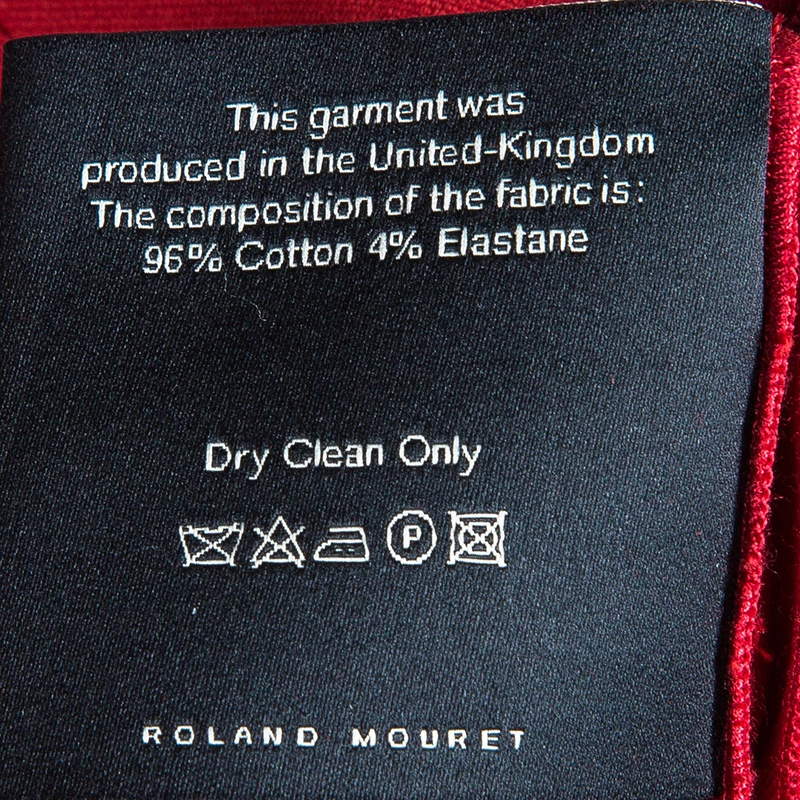 This garment was
produced in the United-Kingdom
The composition of the fabric is:
96% Cotton 4% Elastane
Dry Clean Only
P
ROLAND MOURET